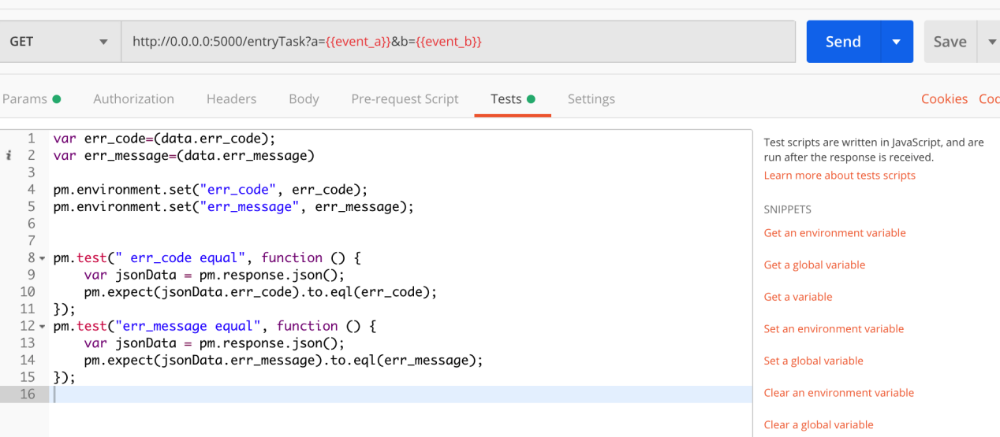 GET http://0.0.0.0:5000/entryTask?a={{event_a}}&b={{event_b}} Send Save
Params Authorization Headers Body Pre-request Script Tests Settings Cookies
1 var err_code=(data.err_code);
2 var err_message=(data.err_message)
3
4 pm.environment.set("err_code", err_code);
5 pm.environment.set("err_message", err_message);
6
7
8 pm.test(" err_code equal", function () {
9 var jsonData = pm.response.json();
10 pm.expect(jsonData.err_code).to.eql(err_code);
11 });
12 pm.test("err_message equal", function () {
13 var jsonData = pm.response.json();
14 pm.expect(jsonData.err_message).to.eql(err_message);
15 });
16
Test scripts are written in JavaScript, and are
run after the response is received.
Learn more about tests scripts
SNIPPETS
Get an environment variable
Get a global variable
Get a variable
Set an environment variable
Set a global variable
Clear an environment variable
Clear a global variable